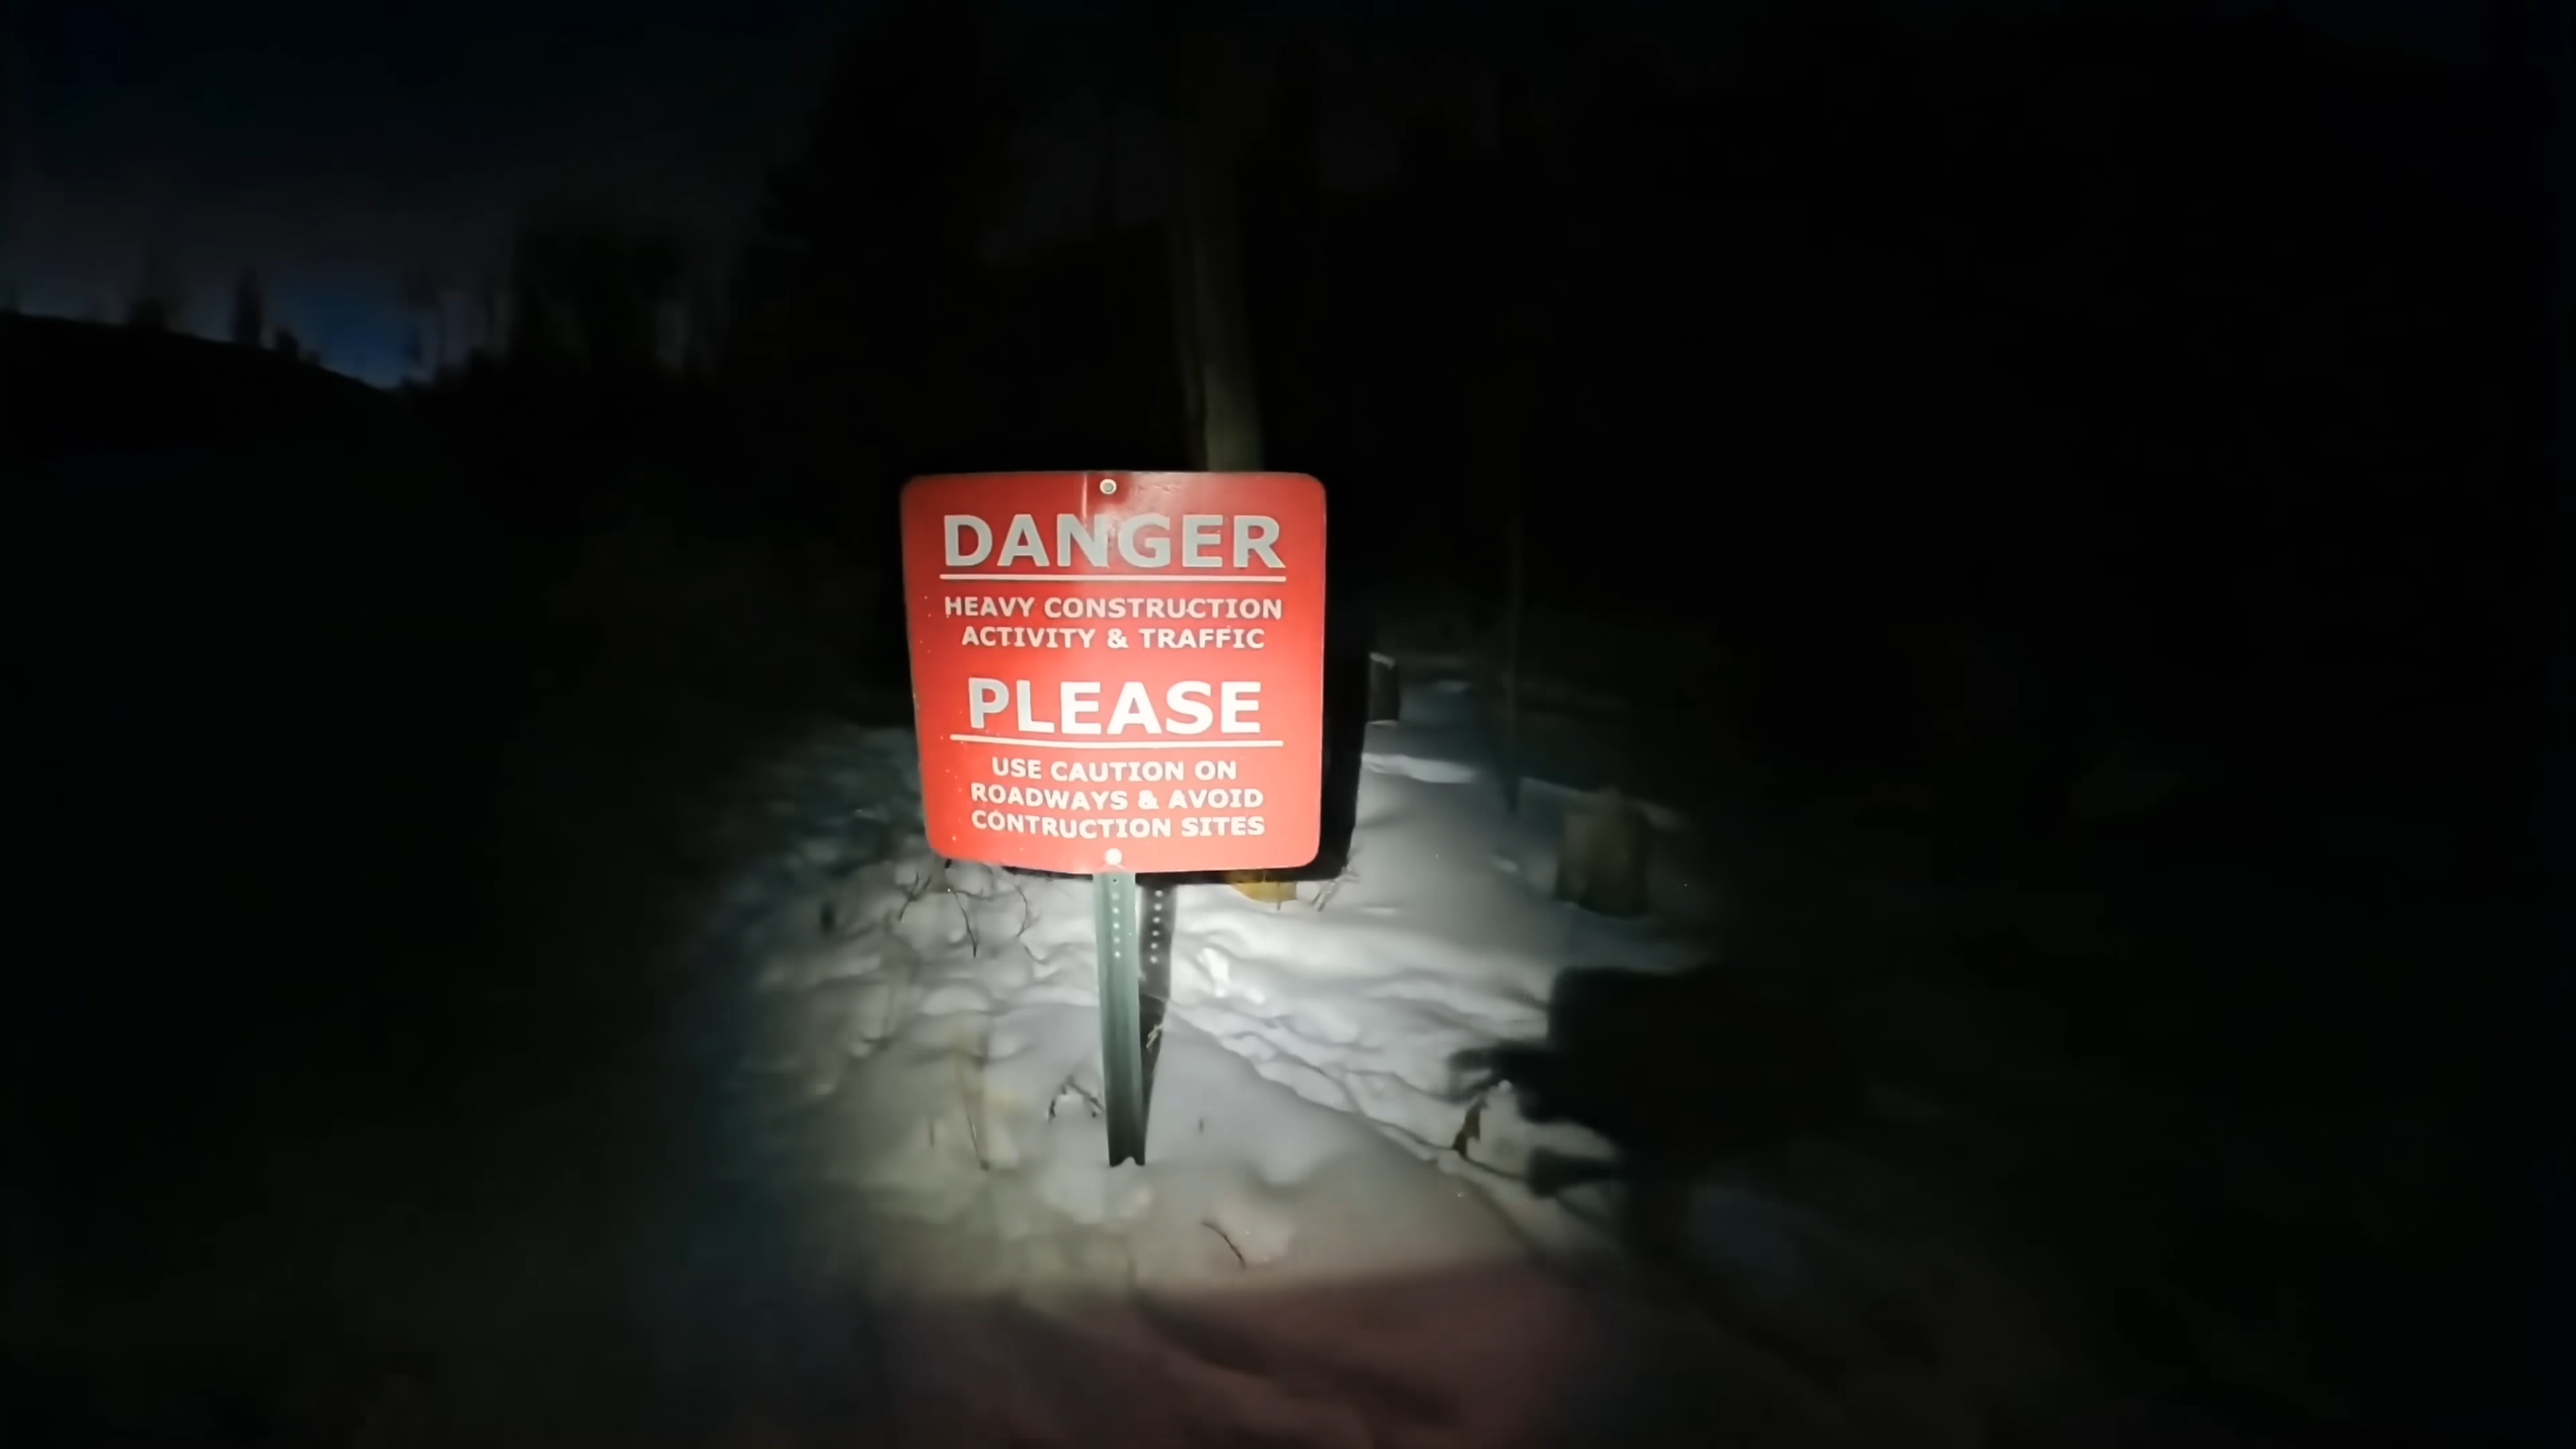 DANGER
HEAVY CONSTRUCTION
ACTIVITY & TRAFFIC
PLEASE
USE CAUTION ON
ROADWAYS & AVOID
CONTRUCTION SITES